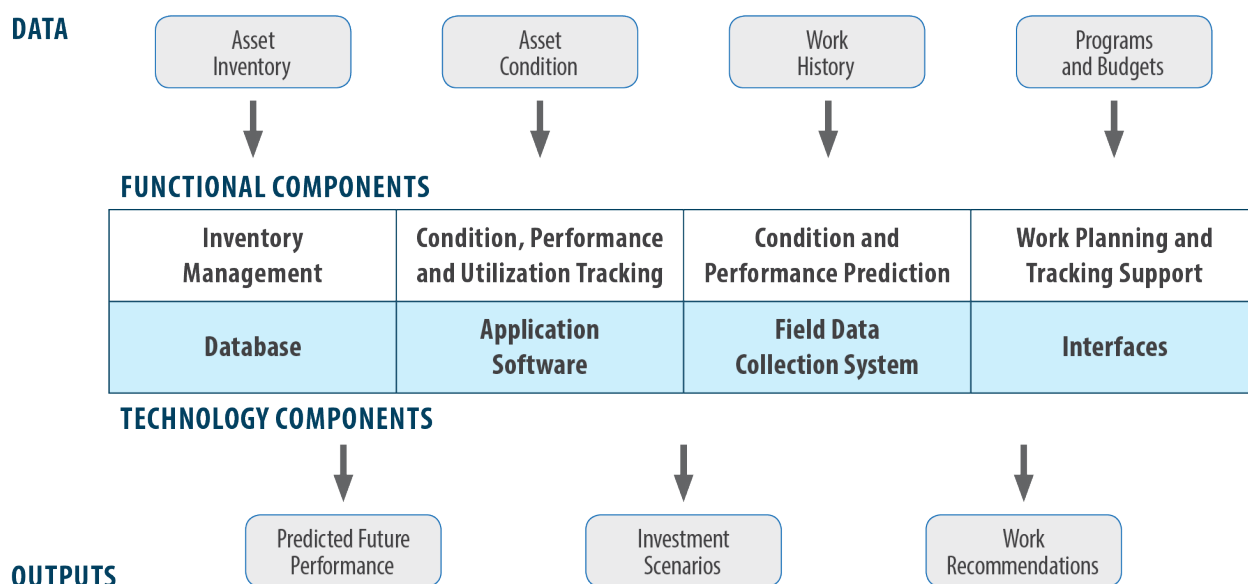 DATA
Asset
Inventory
Asset
Condition
Work
History
Programs
and Budgets
FUNCTIONAL COMPONENTS
Inventory
Management
Condition, Performance
and Utilization Tracking
Condition and
Performance Prediction
Work Planning and
Tracking Support
Database
Application
Software
Field Data
Collection System
Interfaces
TECHNOLOGY COMPONENTS
Predicted Future
Performance
Investment
Scenarios
Work
Recommendations
OUTPUTS